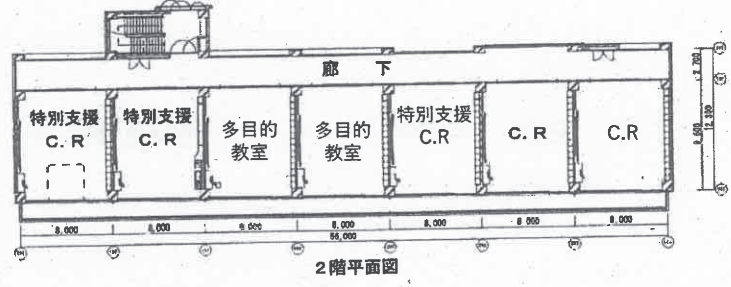 廊 下
特別支援
C.R
特別支援
C.R
多目的
教室
多目的
教室
特別支援
C.R
C.R
C.R
2,700
9,600
12,300
8,000
8,000
8,000
8,000
8,000
8,000
8,000
56,000
2階平面図